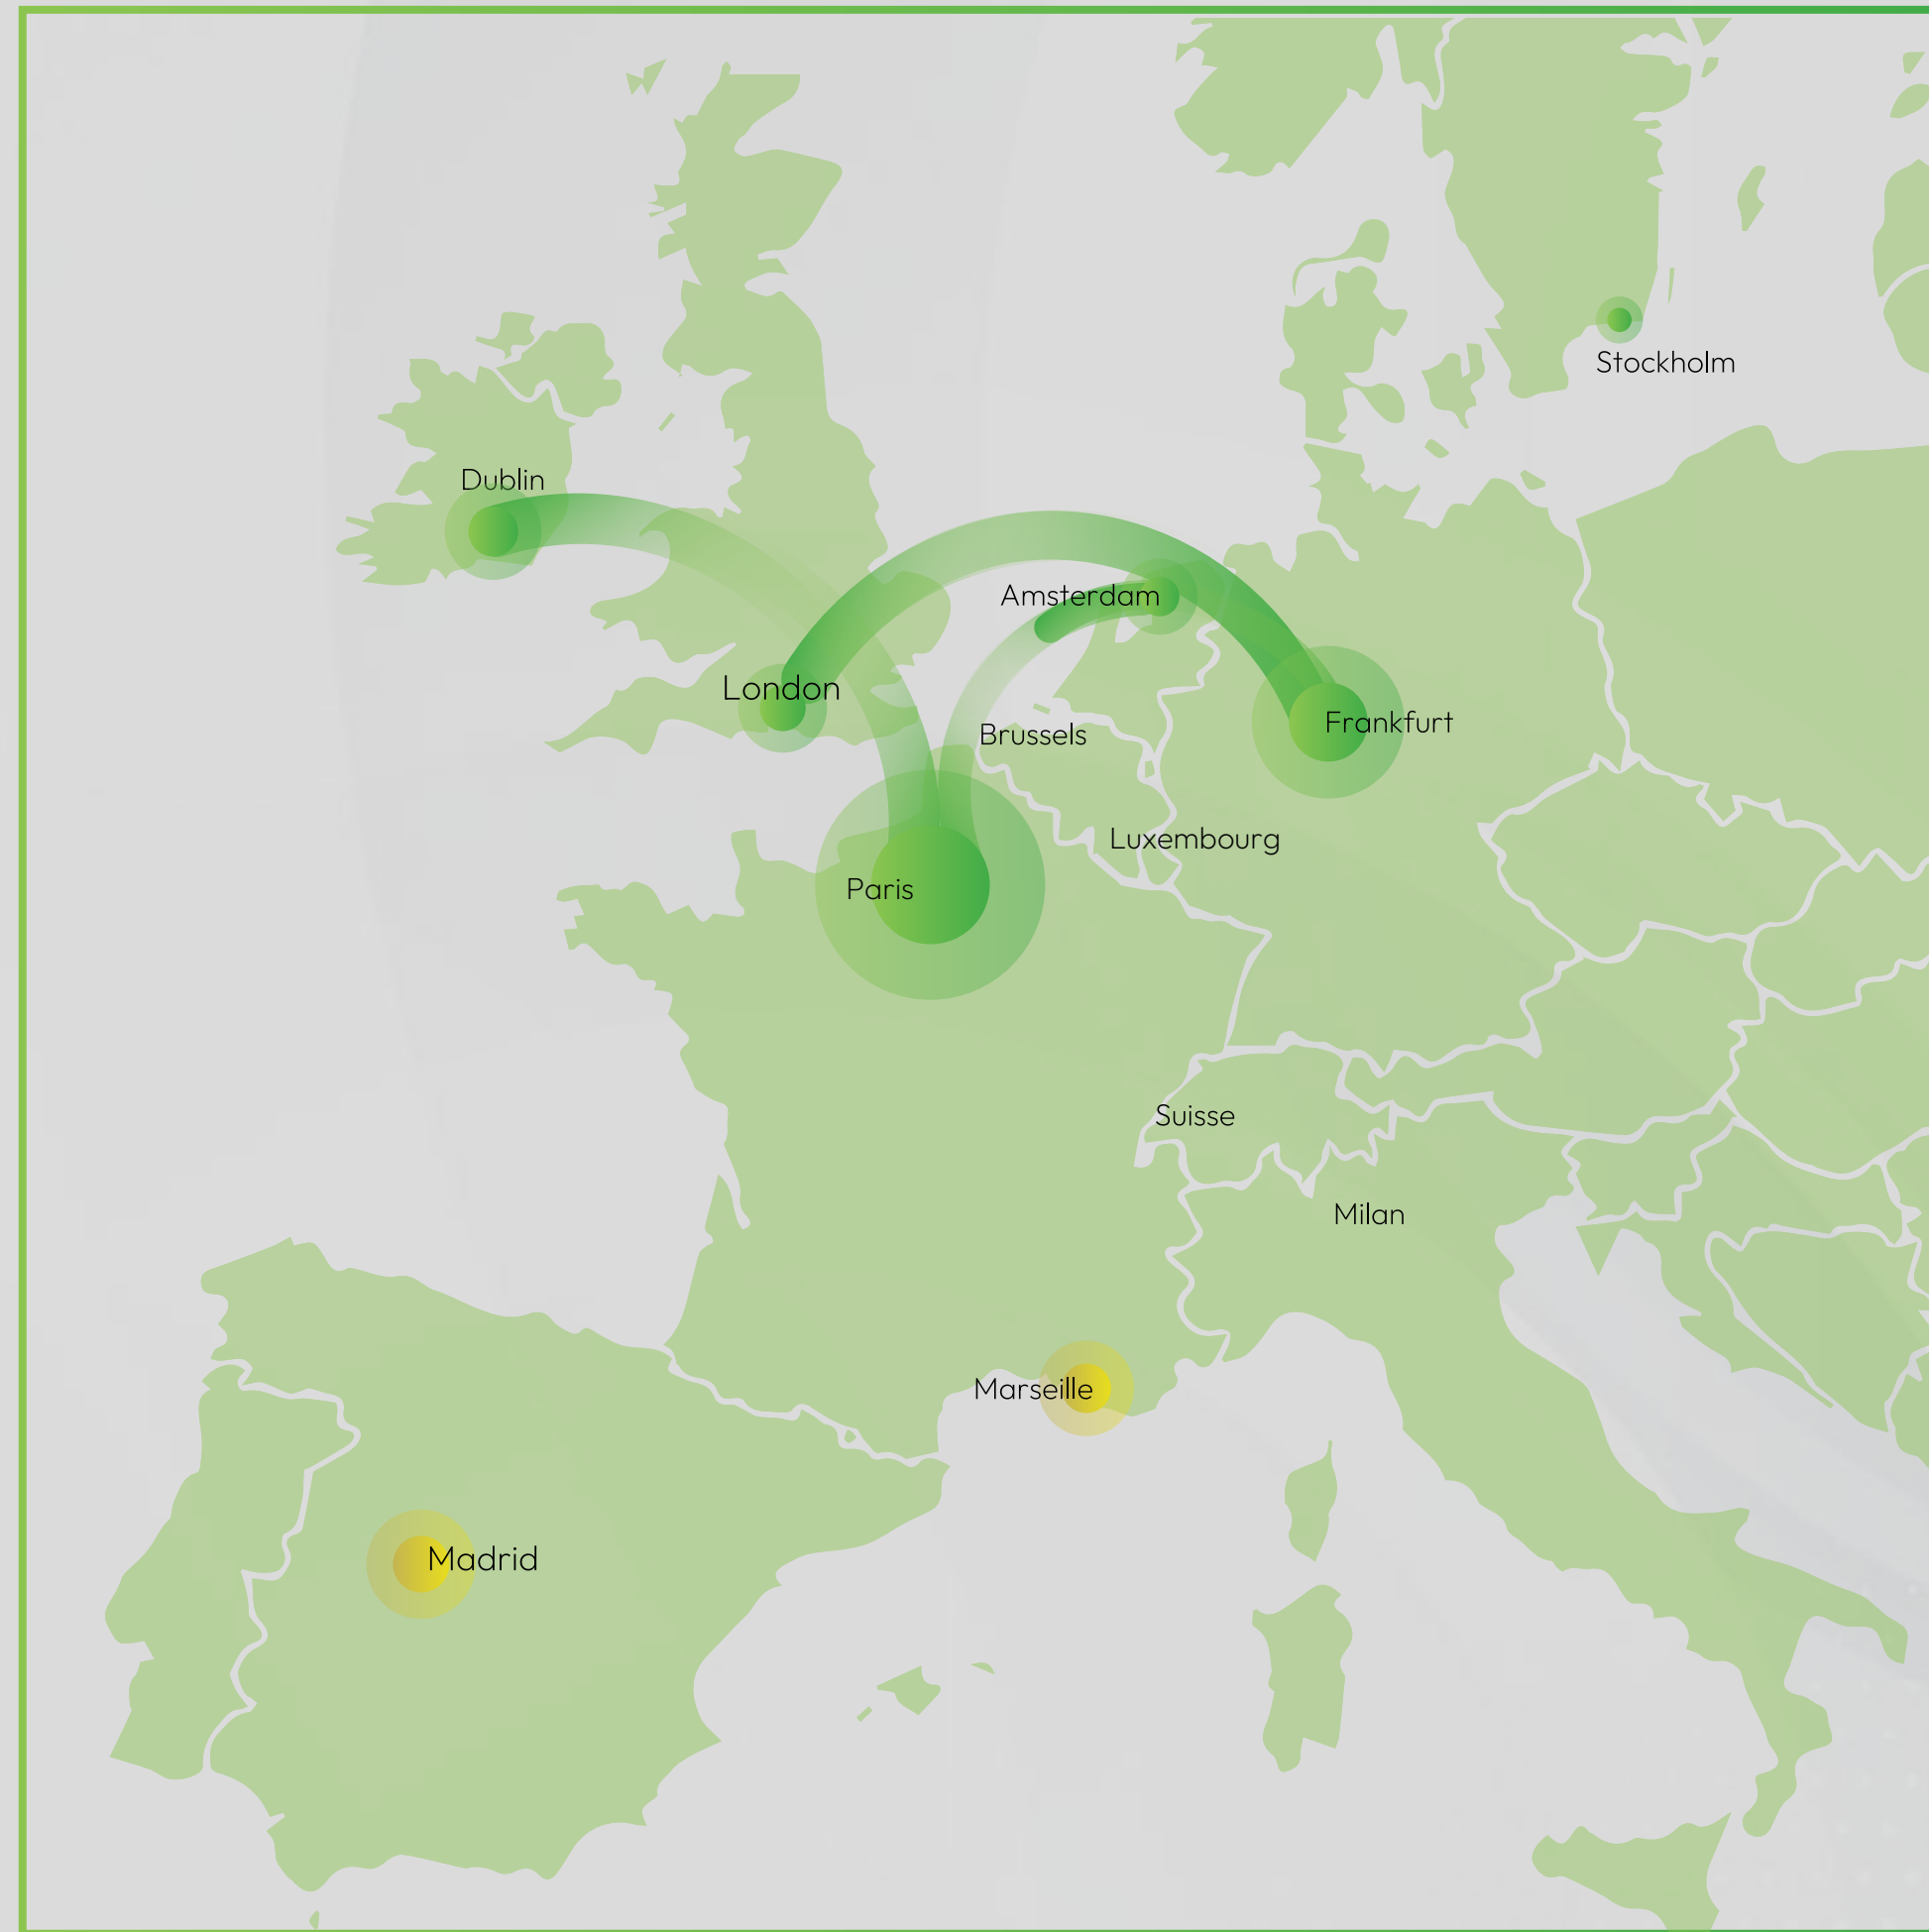 Stockholm
Dublin
Amsterdam
London
Frankfurt
Brussels
Luxembourg
Paris
Suisse
Milan
Marseille
Madrid